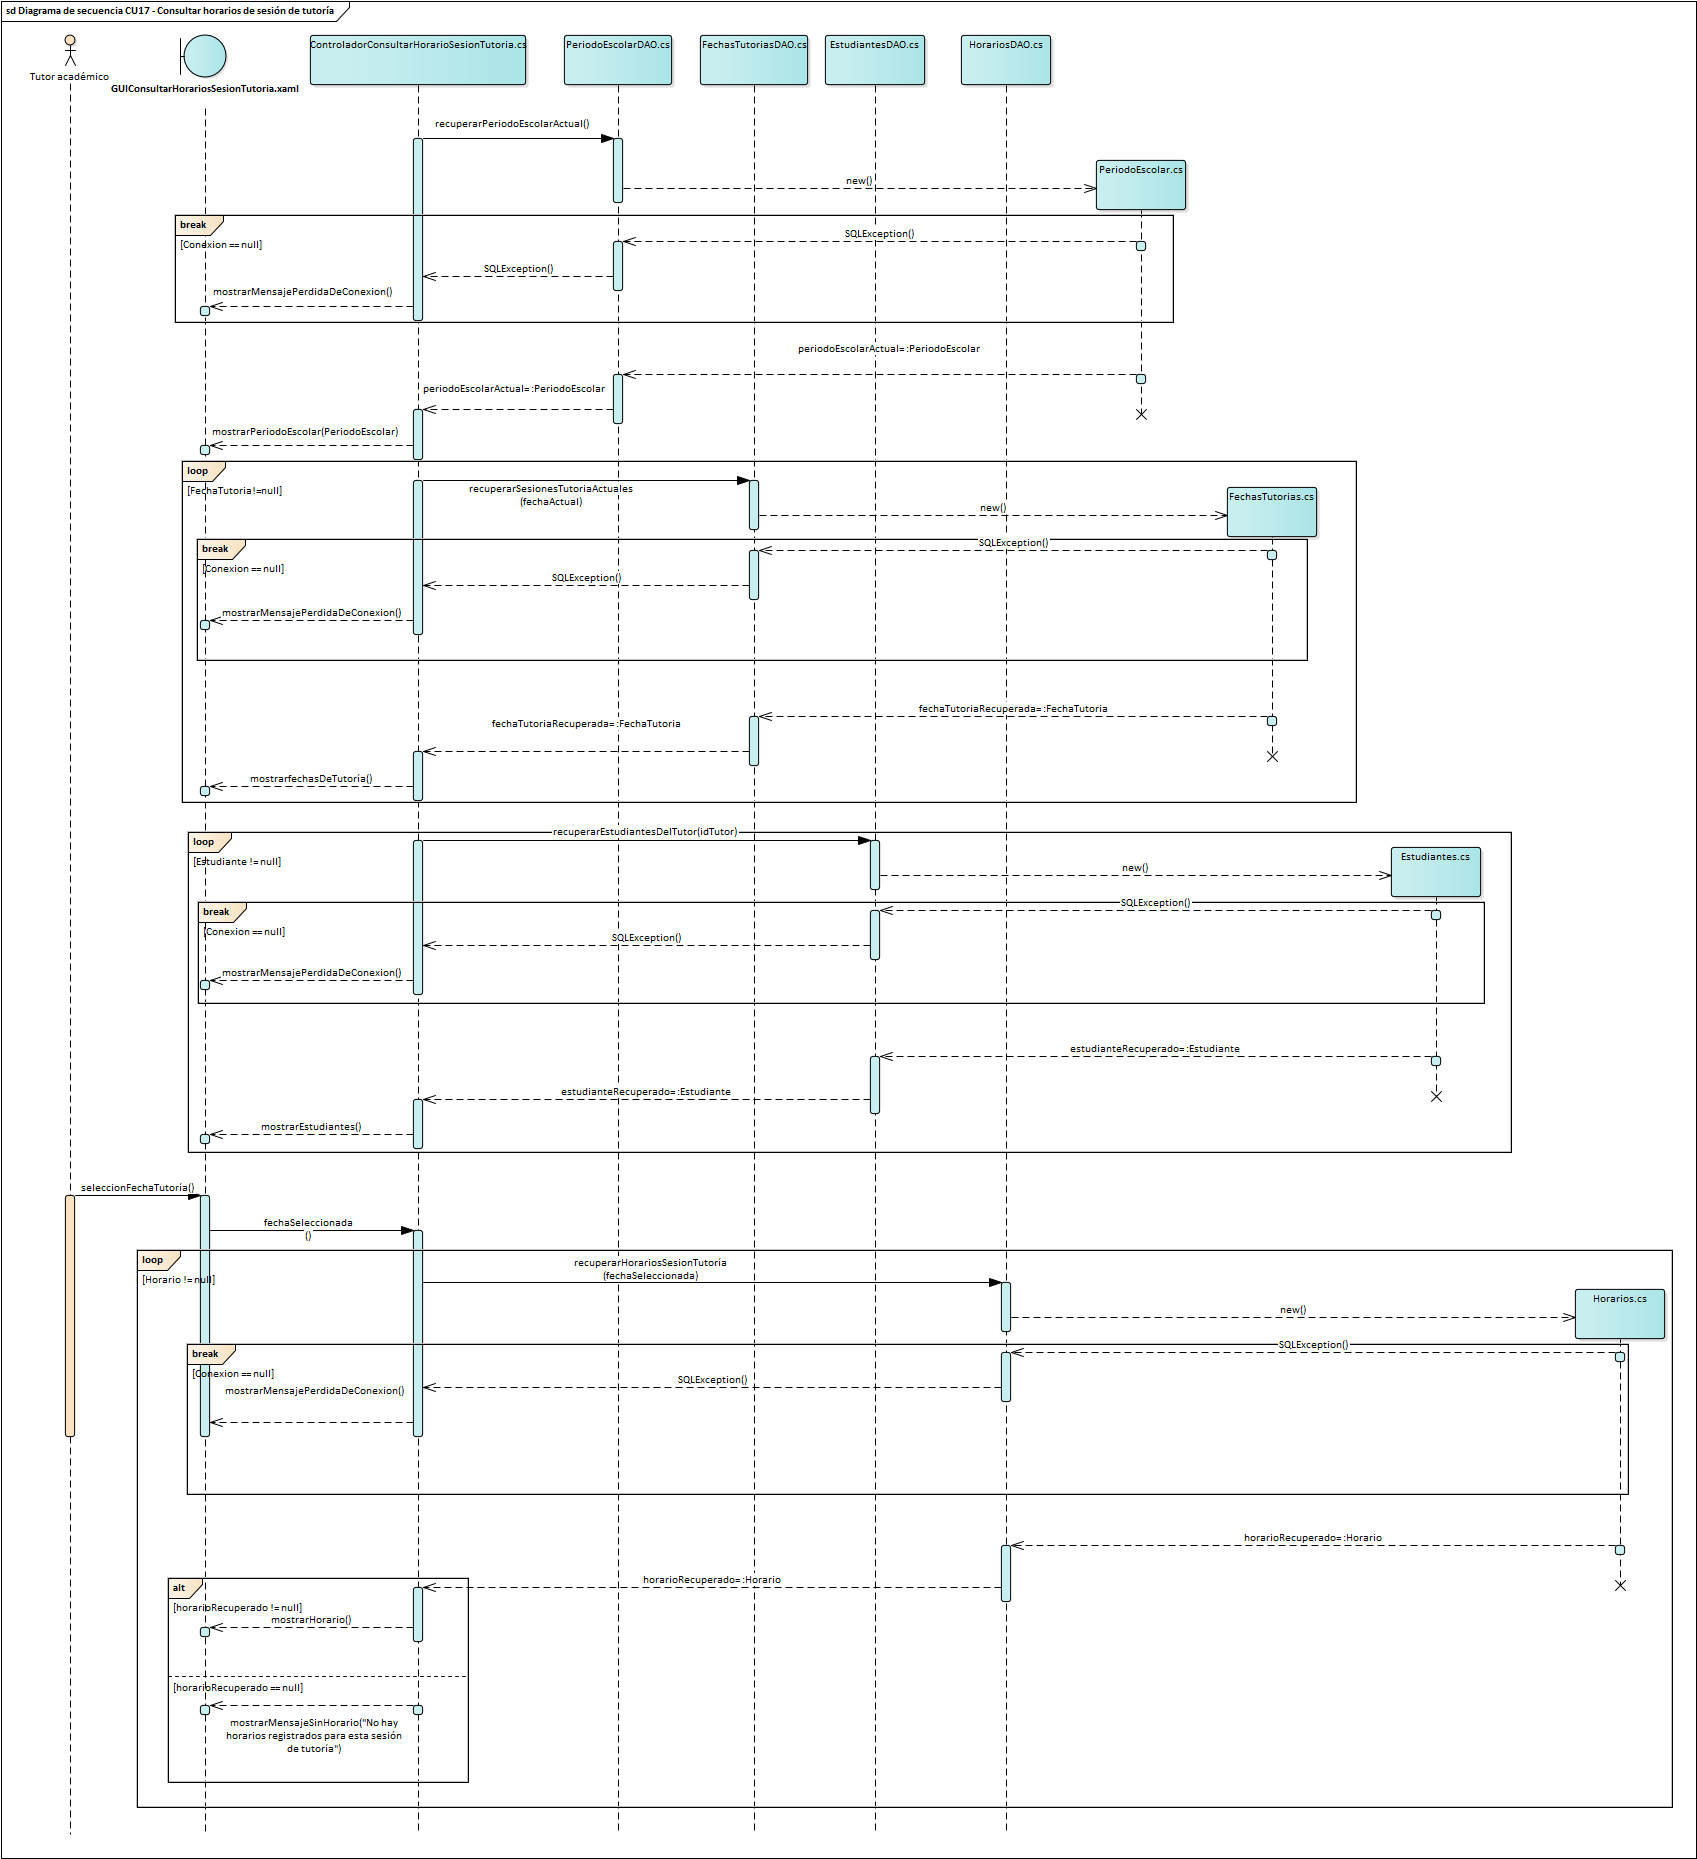 sd Diagrama de secuencia CU17 - Consultar horarios de sesión de tutoría
Tutor académico
GUIConsultarHorariosSesionTutoria.xaml
ControladorConsultarHorarioSesionTutoria.cs
PeriodoEscolarDAO.cs
FechasTutoriasDAO.cs
EstudiantesDAO.cs
HorariosDAO.cs
recuperarPeriodoEscolarActual()
PeriodoEscolar.cs
new()
break
[Conexion == null]
SQLException()
SQLException()
mostrarMensajePerdidaDeConexion()
periodoEscolarActual= :PeriodoEscolar
periodoEscolarActual= :PeriodoEscolar
mostrarPeriodoEscolar(PeriodoEscolar)
loop
[FechaTutoria!=null]
recuperarSesionesTutoriaActuales
(fechaActual)
FechasTutorias.cs
new()
break
[Conexion == null]
SQLException()
SQLException()
mostrarMensajePerdidaDeConexion()
fechaTutoriaRecuperada= :FechaTutoria
fechaTutoriaRecuperada= :FechaTutoria
mostrarfechasDeTutoría()
loop
[Estudiante != null]
recuperarEstudiantesDelTutor(idTutor)
Estudiantes.cs
new()
break
[Conexion == null]
SQLException()
SQLException()
mostrarMensajePerdidaDeConexion()
estudianteRecuperado= :Estudiante
estudianteRecuperado= :Estudiante
mostrarEstudiantes()
seleccionFechaTutoría()
fechaSeleccionada
()
loop
[Horario != null]
recuperarHorariosSesionTutoría
(fechaSeleccionada)
Horarios.cs
new()
break
[Conexion == null]
SQLException()
SQLException()
mostrarMensajePerdidaDeConexion()
horarioRecuperado= :Horario
horarioRecuperado= :Horario
alt
[horarioRecuperado != null]
mostrarHorario()
[horarioRecuperado == null]
mostrarMensajeSinHorario("No hay
horarios registrados para esta sesión
de tutoría")